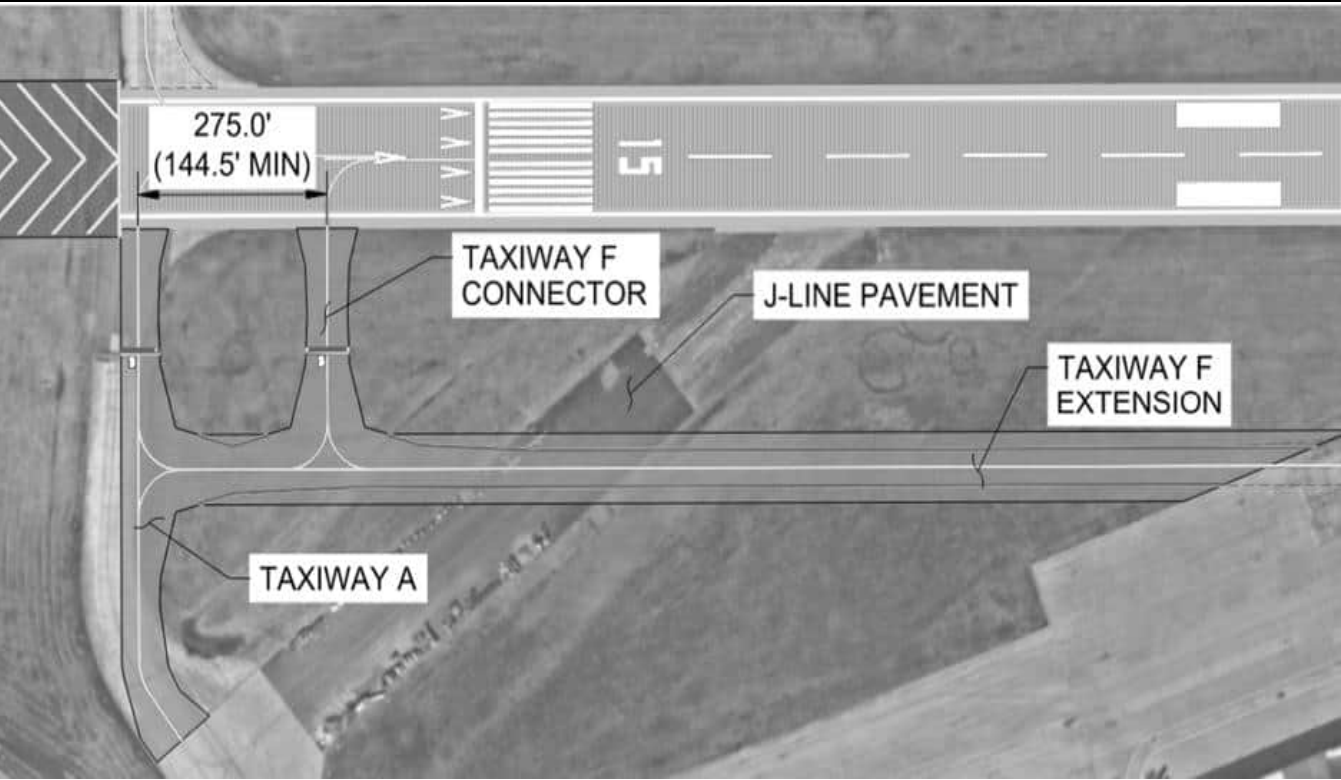 275.0'
(144.5' MIN)
15
TAXIWAY F
CONNECTOR
J-LINE PAVEMENT
TAXIWAY F
EXTENSION
TAXIWAY A